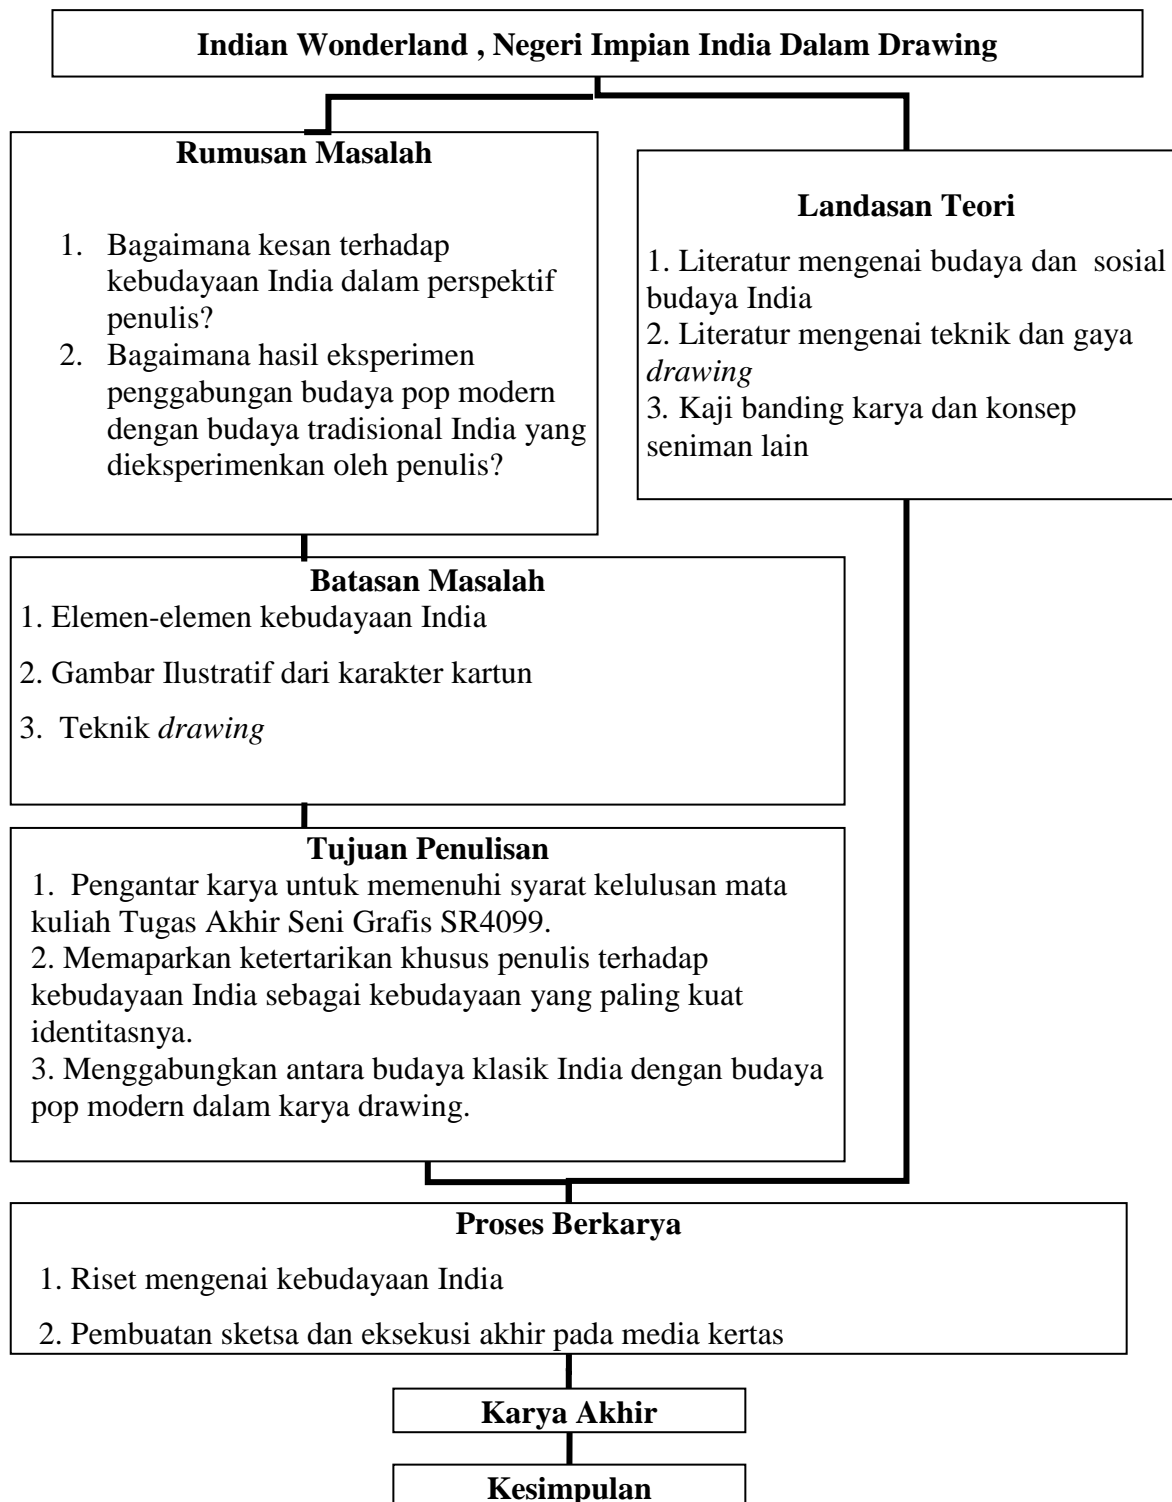 Indian Wonderland , Negeri Impian India Dalam Drawing
Rumusan Masalah
1. Bagaimana kesan terhadap
kebudayaan India dalam perspektif
penulis?
2. Bagaimana hasil eksperimen
penggabungan budaya pop modern
dengan budaya tradisional India yang
dieksperimenkan oleh penulis?
Landasan Teori
1. Literatur mengenai budaya dan sosial
budaya India
2. Literatur mengenai teknik dan gaya
drawing
3. Kaji banding karya dan konsep
seniman lain
Batasan Masalah
1. Elemen-elemen kebudayaan India
2. Gambar Ilustratif dari karakter kartun
3. Teknik drawing
Tujuan Penulisan
1. Pengantar karya untuk memenuhi syarat kelulusan mata
kuliah Tugas Akhir Seni Grafis SR4099.
2. Memaparkan ketertarikan khusus penulis terhadap
kebudayaan India sebagai kebudayaan yang paling kuat
identitasnya.
3. Menggabungkan antara budaya klasik India dengan budaya
pop modern dalam karya drawing.
Proses Berkarya
1. Riset mengenai kebudayaan India
2. Pembuatan sketsa dan eksekusi akhir pada media kertas
Karya Akhir
Kesimpulan